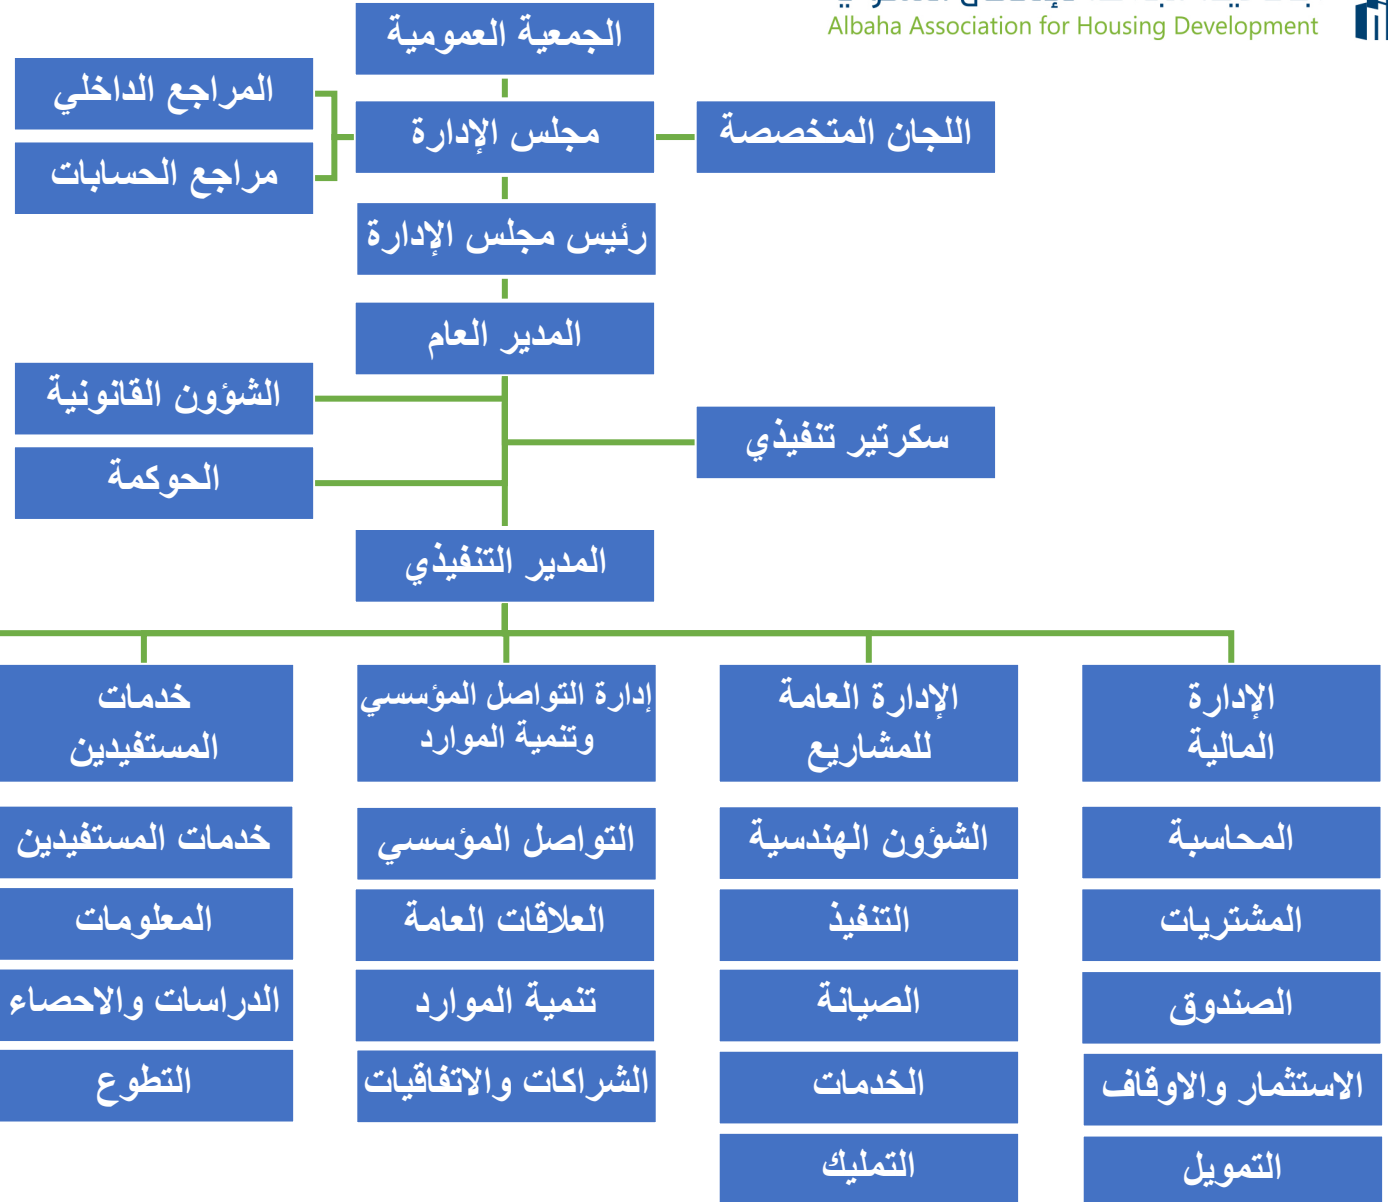 Albaha Association for Housing Development
الجمعية العمومية
المراجع الداخلي
مجلس الإدارة
اللجان المتخصصة
مراجع الحسابات
رئيس مجلس الإدارة
المدير العام
الشؤون القانونية
سكرتير تنفيذي
الحوكمة
المدير التنفيذي
الإدارة
المالية
الإدارة العامة
للمشاريع
إدارة التواصل المؤسسي
وتنمية الموارد
خدمات
المستفيدين
المحاسبة
الشؤون الهندسية
التواصل المؤسسي
خدمات المستفيدين
المشتريات
التنفيذ
العلاقات العامة
المعلومات
الصندوق
الصيانة
تنمية الموارد
الدراسات والاحصاء
الاستثمار والاوقاف
الخدمات
الشراكات والاتفاقيات
التطوع
التمويل
التمليك